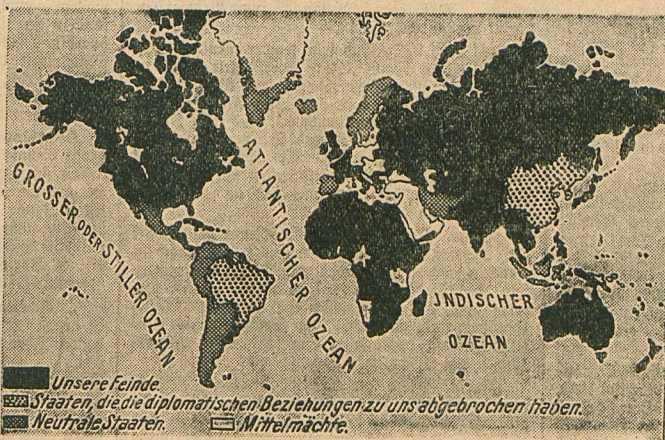 GROSSER ODER STILLER OZEAN
ATLANTISCHER OZEAN
JNDISCHER
OZEAN
Unsere Feinde.
Staaten, die die diplomatischen Beziehungen zu uns abgebrochen haben.
Neutrale Staaten. Mittelmächte.